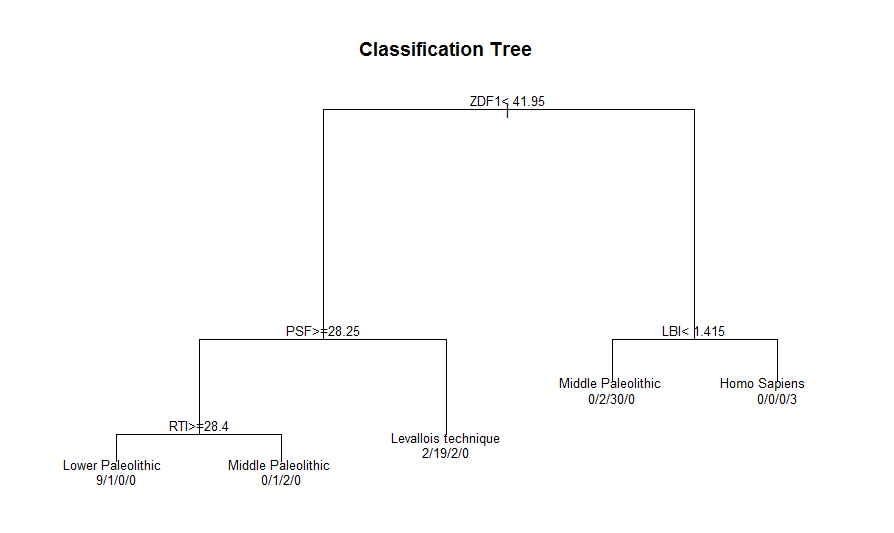 Classification Tree
ZDF1< 41.95
PSF>=28.25
LBI< 1.415
RTI>=28.4
Lower Paleolithic
9/1/0/0
Middle Paleolithic
0/1/2/0
Levallois technique
2/19/2/0
Middle Paleolithic
0/2/30/0
Homo Sapiens
0/0/0/3